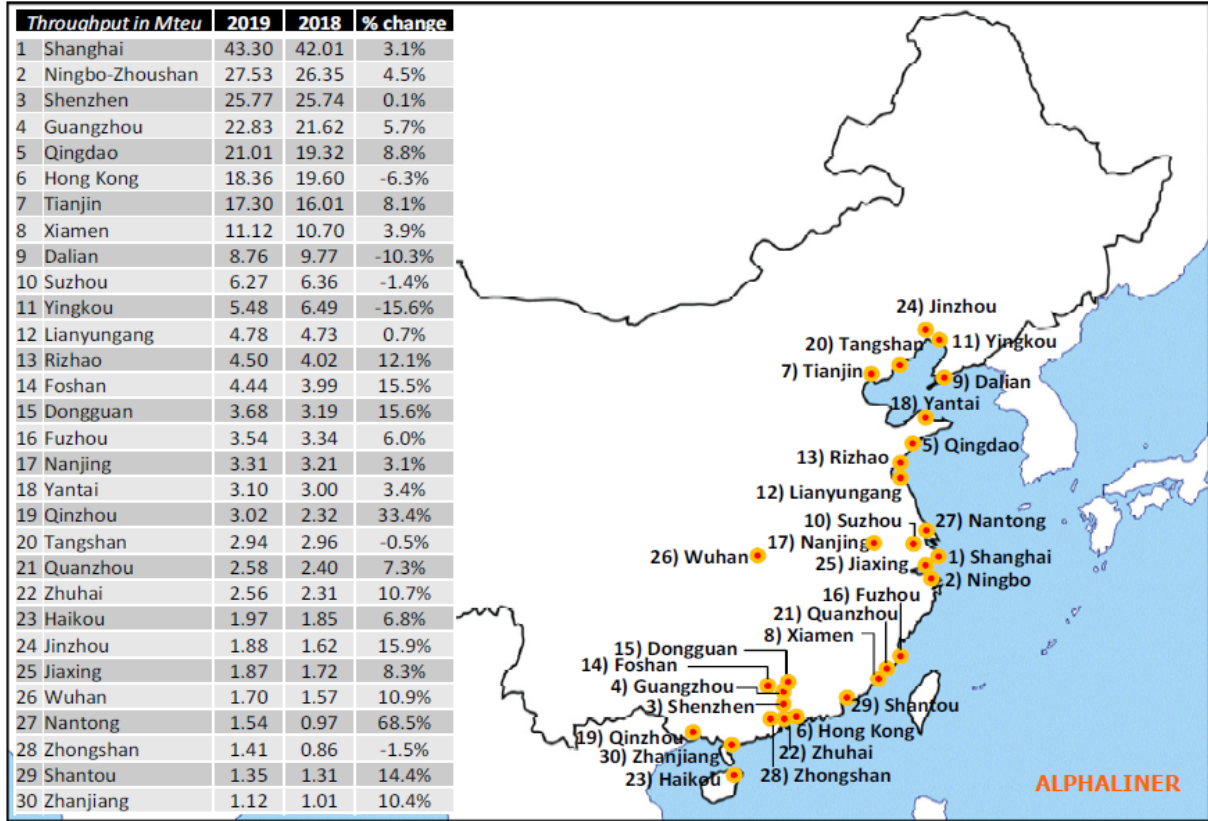 Throughput in Mteu 2019 2018 % change
1 Shanghai 43.30 42.01 3.1%
2 Ningbo-Zhoushan 27.53 26.35 4.5%
3 Shenzhen 25.77 25.74 0.1%
4 Guangzhou 22.83 21.62 5.7%
5 Qingdao 21.01 19.32 8.8%
6 Hong Kong 18.36 19.60 -6.3%
7 Tianjin 17.30 16.01 8.1%
8 Xiamen 11.12 10.70 3.9%
9 Dalian 8.76 9.77 -10.3%
10 Suzhou 6.27 6.36 -1.4%
11 Yingkou 5.48 6.49 -15.6%
12 Lianyungang 4.78 4.73 0.7%
13 Rizhao 4.50 4.02 12.1%
14 Foshan 4.44 3.99 15.5%
15 Dongguan 3.68 3.19 15.6%
16 Fuzhou 3.54 3.34 6.0%
17 Nanjing 3.31 3.21 3.1%
18 Yantai 3.10 3.00 3.4%
19 Qinzhou 3.02 2.32 33.4%
20 Tangshan 2.94 2.96 -0.5%
21 Quanzhou 2.58 2.40 7.3%
22 Zhuhai 2.56 2.31 10.7%
23 Haikou 1.97 1.85 6.8%
24 Jinzhou 1.88 1.62 15.9%
25 Jiaxing 1.87 1.72 8.3%
26 Wuhan 1.70 1.57 10.9%
27 Nantong 1.54 0.97 68.5%
28 Zhongshan 1.41 0.86 -1.5%
29 Shantou 1.35 1.31 14.4%
30 Zhanjiang 1.12 1.01 10.4%
24) Jinzhou
20) Tangshan
11) Yingkou
7) Tianjin
9) Dalian
18) Yantai
5) Qingdao
13) Rizhao
12) Lianyungang
10) Suzhou
27) Nantong
17) Nanjing
26) Wuhan
1) Shanghai
25) Jiaxing
2) Ningbo
16) Fuzhou
21) Quanzhou
8) Xiamen
15) Dongguan
14) Foshan
4) Guangzhou
3) Shenzhen
29) Shantou
6) Hong Kong
19) Qinzhou
22) Zhuhai
30) Zhanjiang
28) Zhongshan
23) Haikou
ALPHALINER